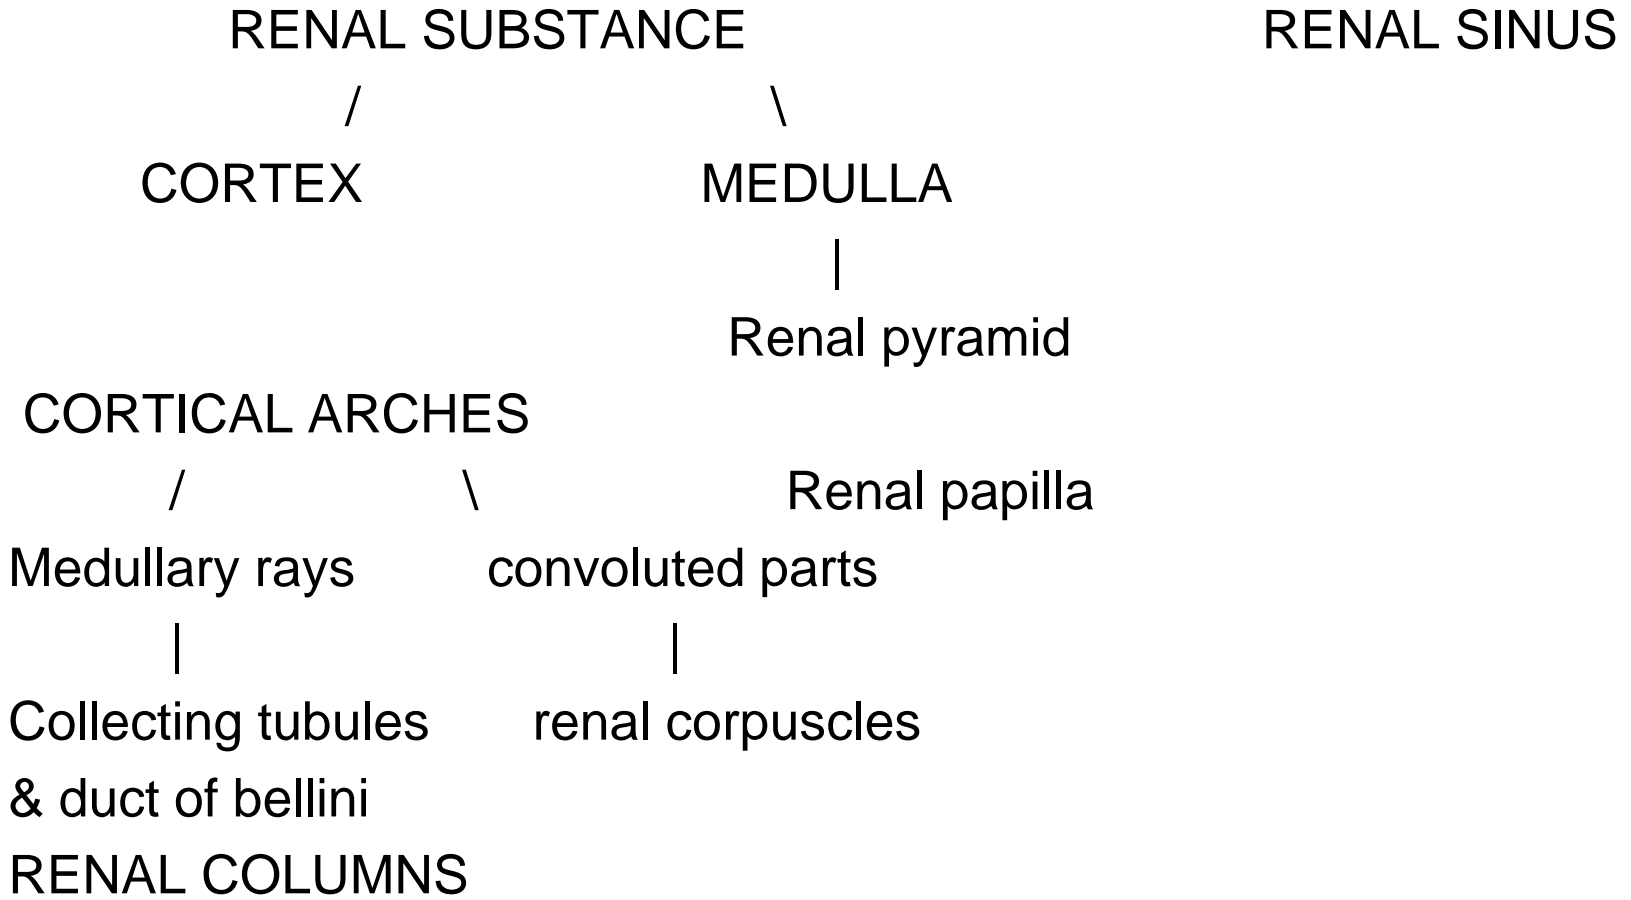 RENAL SUBSTANCE RENAL SINUS
/ \
CORTEX MEDULLA
|
Renal pyramid
CORTICAL ARCHES
/ \ Renal papilla
Medullary rays convoluted parts
| |
Collecting tubules renal corpuscles
& duct of bellini
RENAL COLUMNS